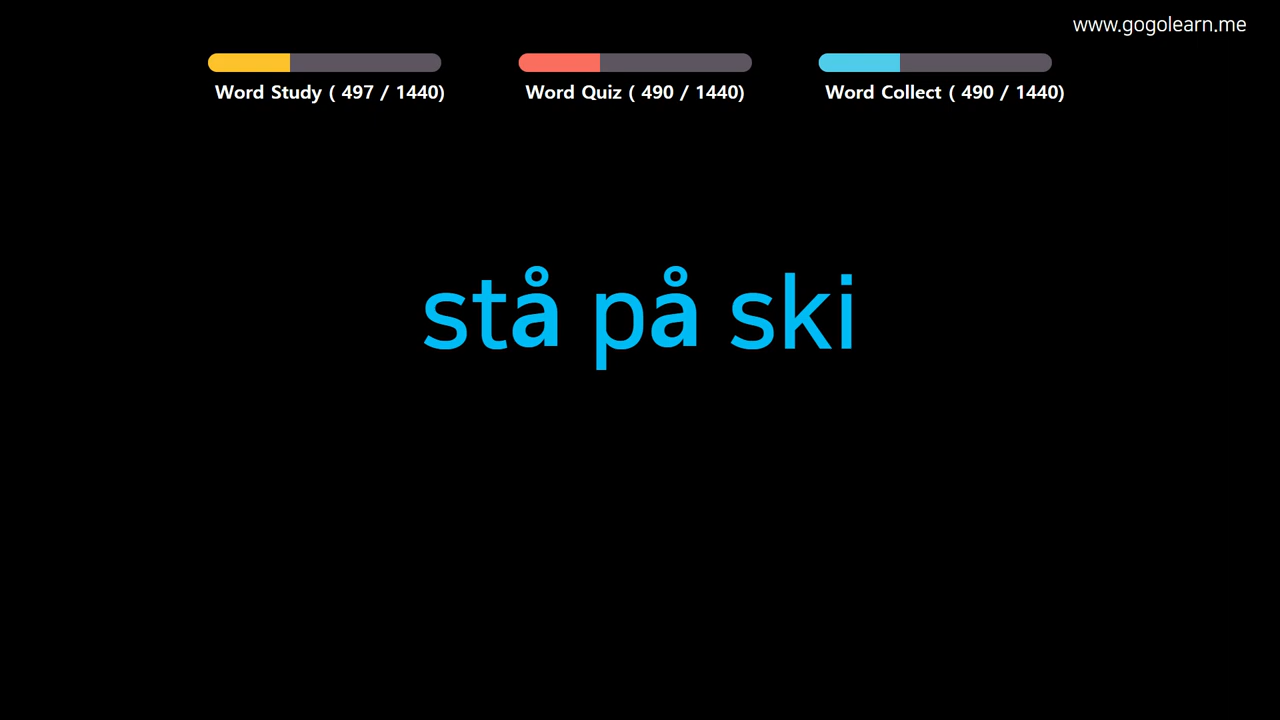 www.gogolearn.me
Word Study ( 497 / 1440)
Word Quiz ( 490 / 1440)
Word Collect ( 490 / 1440)
stå på ski